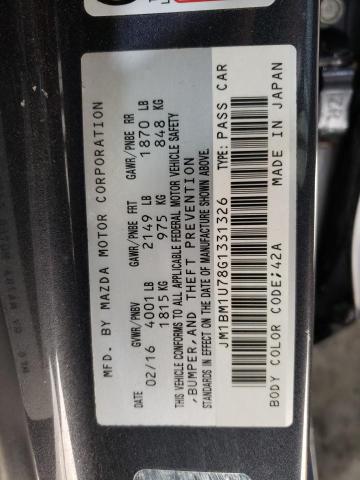 MFD. BY MAZDA MOTOR CORPORATION
GVWR/PNBV GAWR/PNBE FRT GAWR/PNBE RR
DATE 02/16 4001 LB 2149 LB 1870 LB
1815 KG 975 KG 848 KG
THIS VEHICLE CONFORMS TO ALL APPLICABLE FEDERAL MOTOR VEHICLE SAFETY
,BUMPER,AND THEFT PREVENTION
STANDARDS IN EFFECT ON THE DATE OF MANUFACTURE SHOWN ABOVE.
JM1BM1U78G1331326 TYPE: PASS CAR
BODY COLOR CODE;42A MADE IN JAPAN